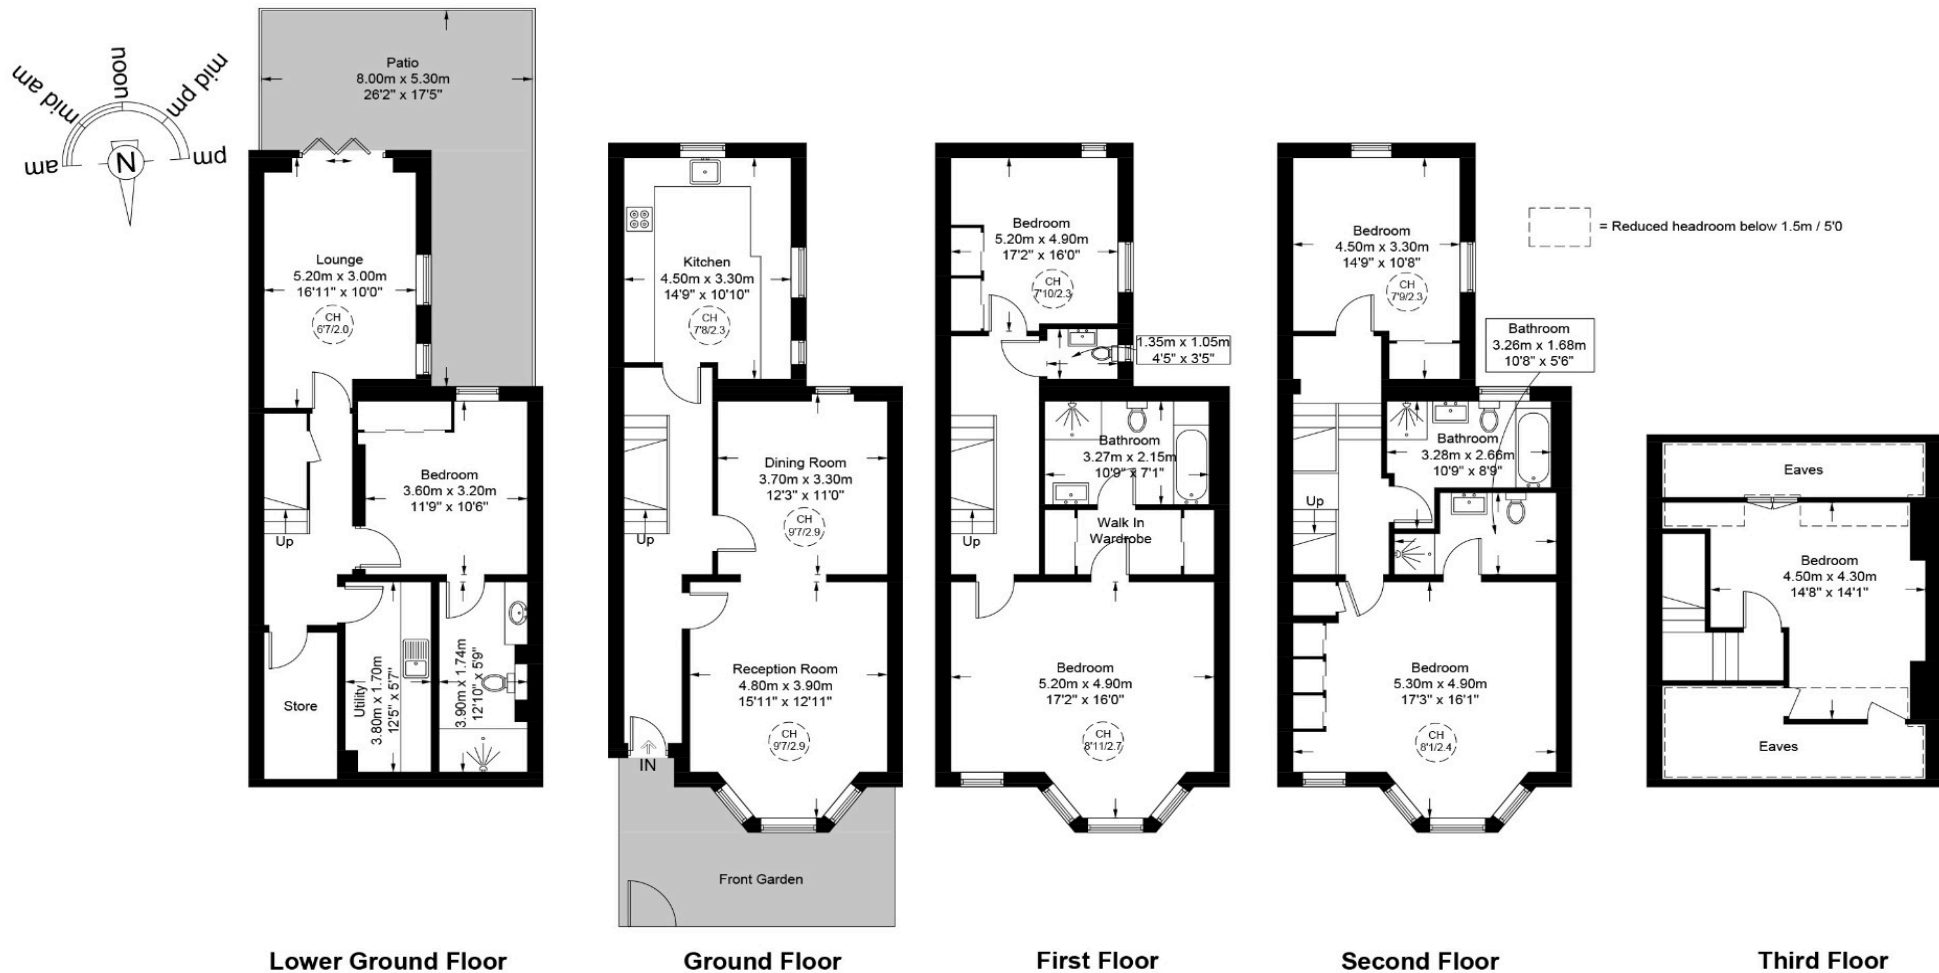 am
mid am
noon
mid pm
pm
N
Patio
8.00m x 5.30m
26'2" x 17'5"
Lounge
5.20m x 3.00m
16'11" x 10'0"
CH
6'7/2.0
Bedroom
3.60m x 3.20m
11'9" x 10'6"
Up
Store
Utility
3.80m x 1.70m
12'5" x 5'7"
3.90m x 1.74m
12'10" x 5'9"
Lower Ground Floor
Kitchen
4.50m x 3.30m
14'9" x 10'10"
CH
7'8/2.3
Dining Room
3.70m x 3.30m
12'3" x 11'0"
CH
9'7/2.9
Up
Reception Room
4.80m x 3.90m
15'11" x 12'11"
CH
9'7/2.9
IN
Front Garden
Ground Floor
Bedroom
5.20m x 4.90m
17'2" x 16'0"
CH
7'10/2.3
1.35m x 1.05m
4'5" x 3'5"
Bathroom
3.27m x 2.15m
10'9" x 7'1"
Walk In
Wardrobe
Up
Bedroom
5.20m x 4.90m
17'2" x 16'0"
CH
8'11/2.7
First Floor
Bedroom
4.50m x 3.30m
14'9" x 10'8"
CH
7'9/2.3
Bathroom
3.26m x 1.68m
10'8" x 5'6"
Bathroom
3.28m x 2.66m
10'9" x 8'9"
Up
Bedroom
5.30m x 4.90m
17'3" x 16'1"
CH
8'1/2.4
Second Floor
= Reduced headroom below 1.5m / 5'0
Eaves
Bedroom
4.50m x 4.30m
14'8" x 14'1"
Eaves
Third Floor